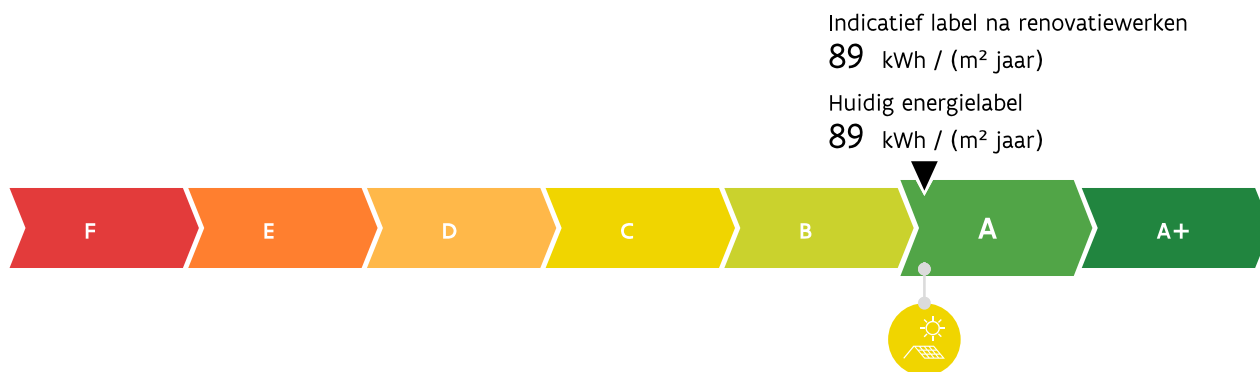 Indicatief label na renovatiewerken
89 kWh / (m² jaar)
Huidig energielabel
89 kWh / (m² jaar)
F E D C B A A+